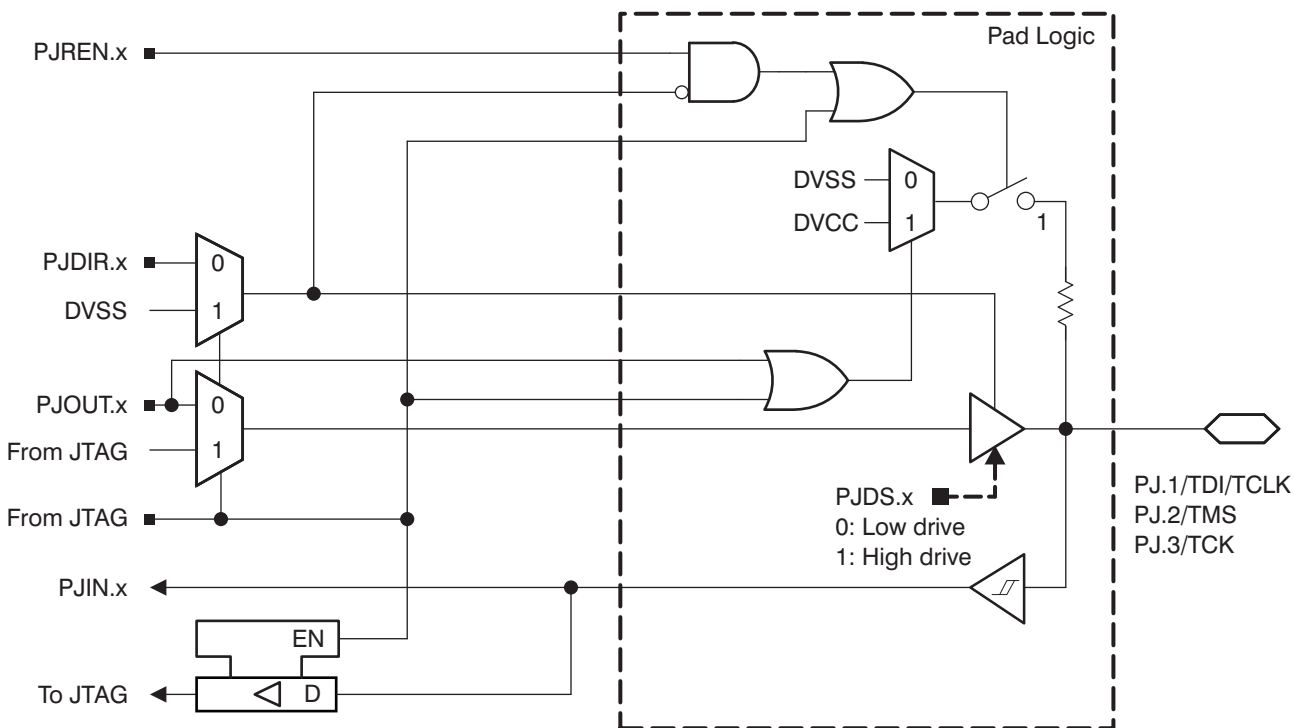 Pad Logic
PJREN.x
DVSS
0
DVCC
1
1
PJDIR.x
0
DVSS
1
PJOUT.x
0
From JTAG
1
From JTAG
PJDS.x
0: Low drive
1: High drive
PJ.1/TDI/TCLK
PJ.2/TMS
PJ.3/TCK
PJIN.x
EN
To JTAG
D